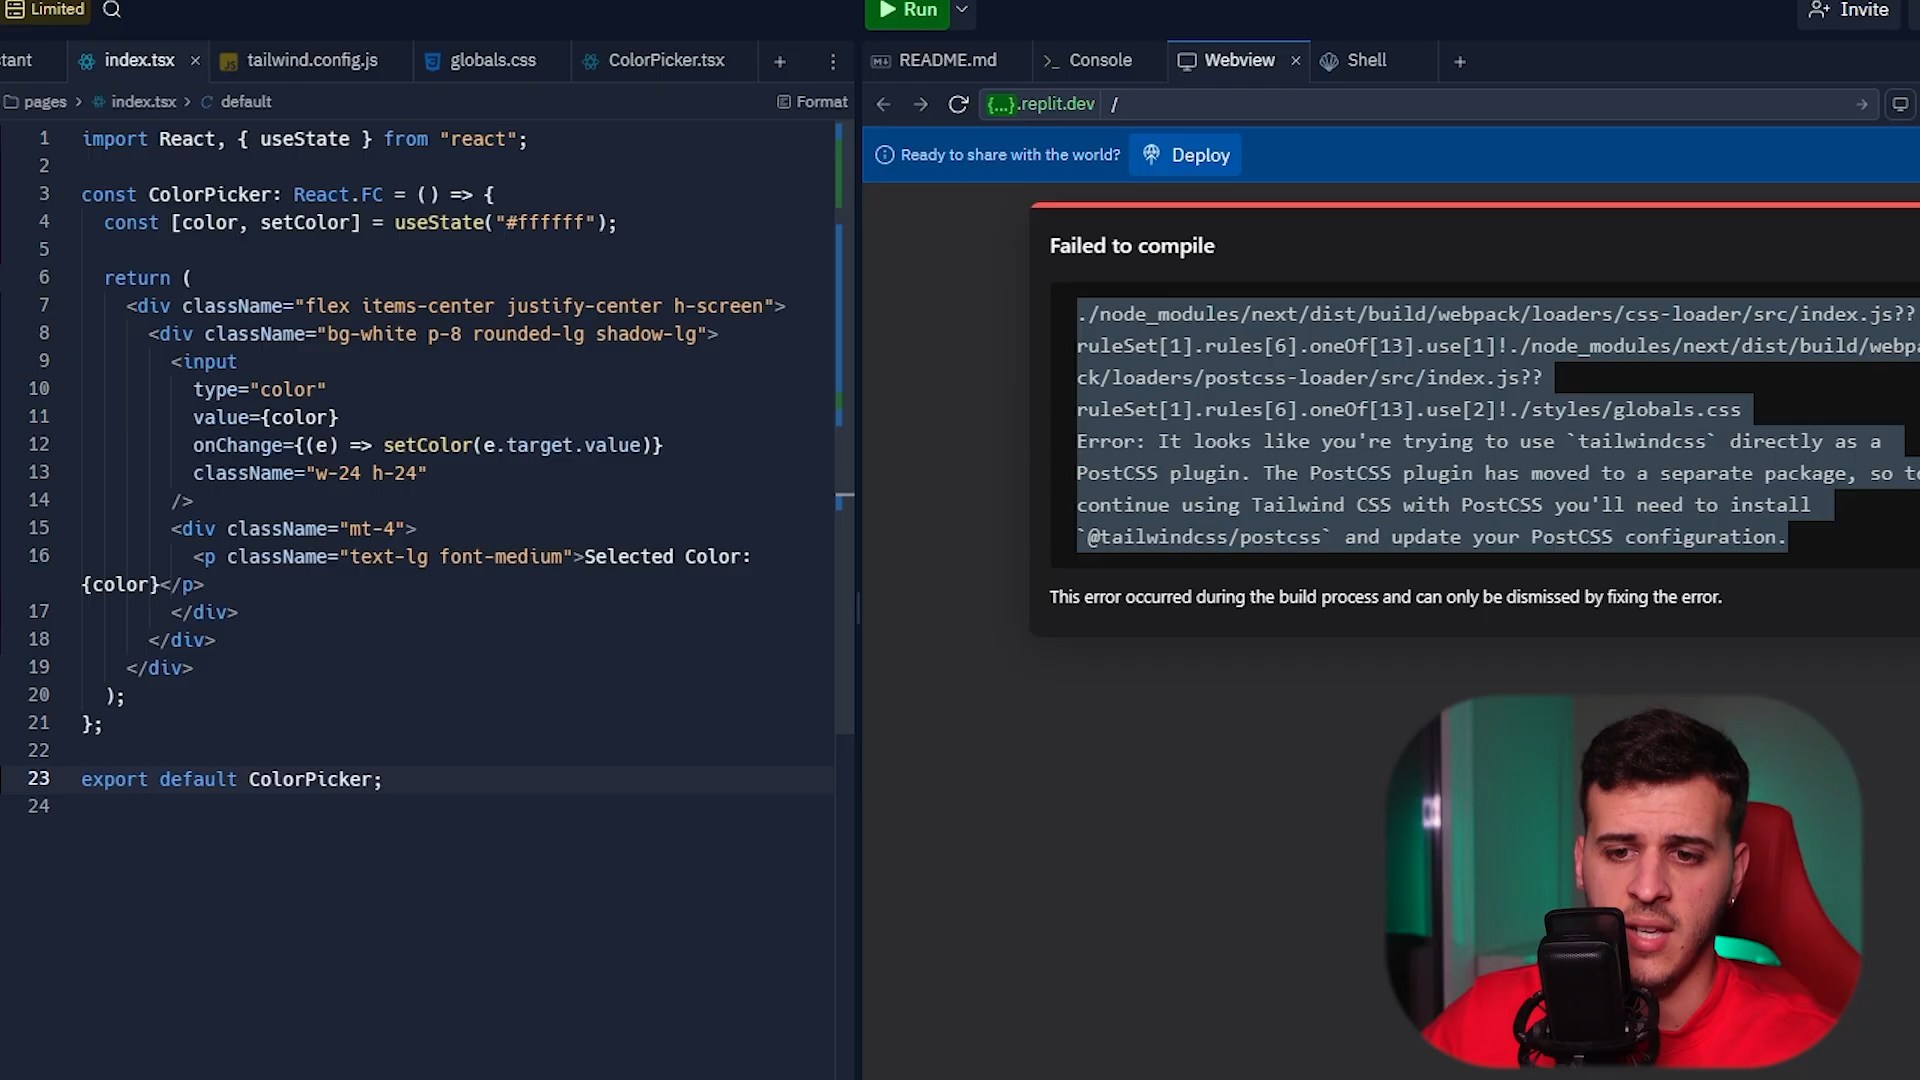 Limited
Run
Invite
tant
index.tsx
tailwind.config.js
globals.css
ColorPicker.tsx
README.md
Console
Webview
Shell
pages > index.tsx > default
Format
{...}.replit.dev /
Ready to share with the world?
Deploy
1 import React, { useState } from "react";
2
3 const ColorPicker: React.FC = () => {
4 const [color, setColor] = useState("#ffffff");
5
6 return (
7 <div className="flex items-center justify-center h-screen">
8 <div className="bg-white p-8 rounded-lg shadow-lg">
9 <input
10 type="color"
11 value={color}
12 onChange={(e) => setColor(e.target.value)}
13 className="w-24 h-24"
14 />
15 <div className="mt-4">
16 <p className="text-lg font-medium">Selected Color:
{color}</p>
17 </div>
18 </div>
19 </div>
20 );
21 };
22
23 export default ColorPicker;
24
Failed to compile
./node_modules/next/dist/build/webpack/loaders/css-loader/src/index.js??
ruleSet[1].rules[6].oneOf[13].use[1]!./node_modules/next/dist/build/webpa
ck/loaders/postcss-loader/src/index.js??
ruleSet[1].rules[6].oneOf[13].use[2]!./styles/globals.css
Error: It looks like you're trying to use `tailwindcss` directly as a
PostCSS plugin. The PostCSS plugin has moved to a separate package, so to
continue using Tailwind CSS with PostCSS you'll need to install
`@tailwindcss/postcss` and update your PostCSS configuration.
This error occurred during the build process and can only be dismissed by fixing the error.